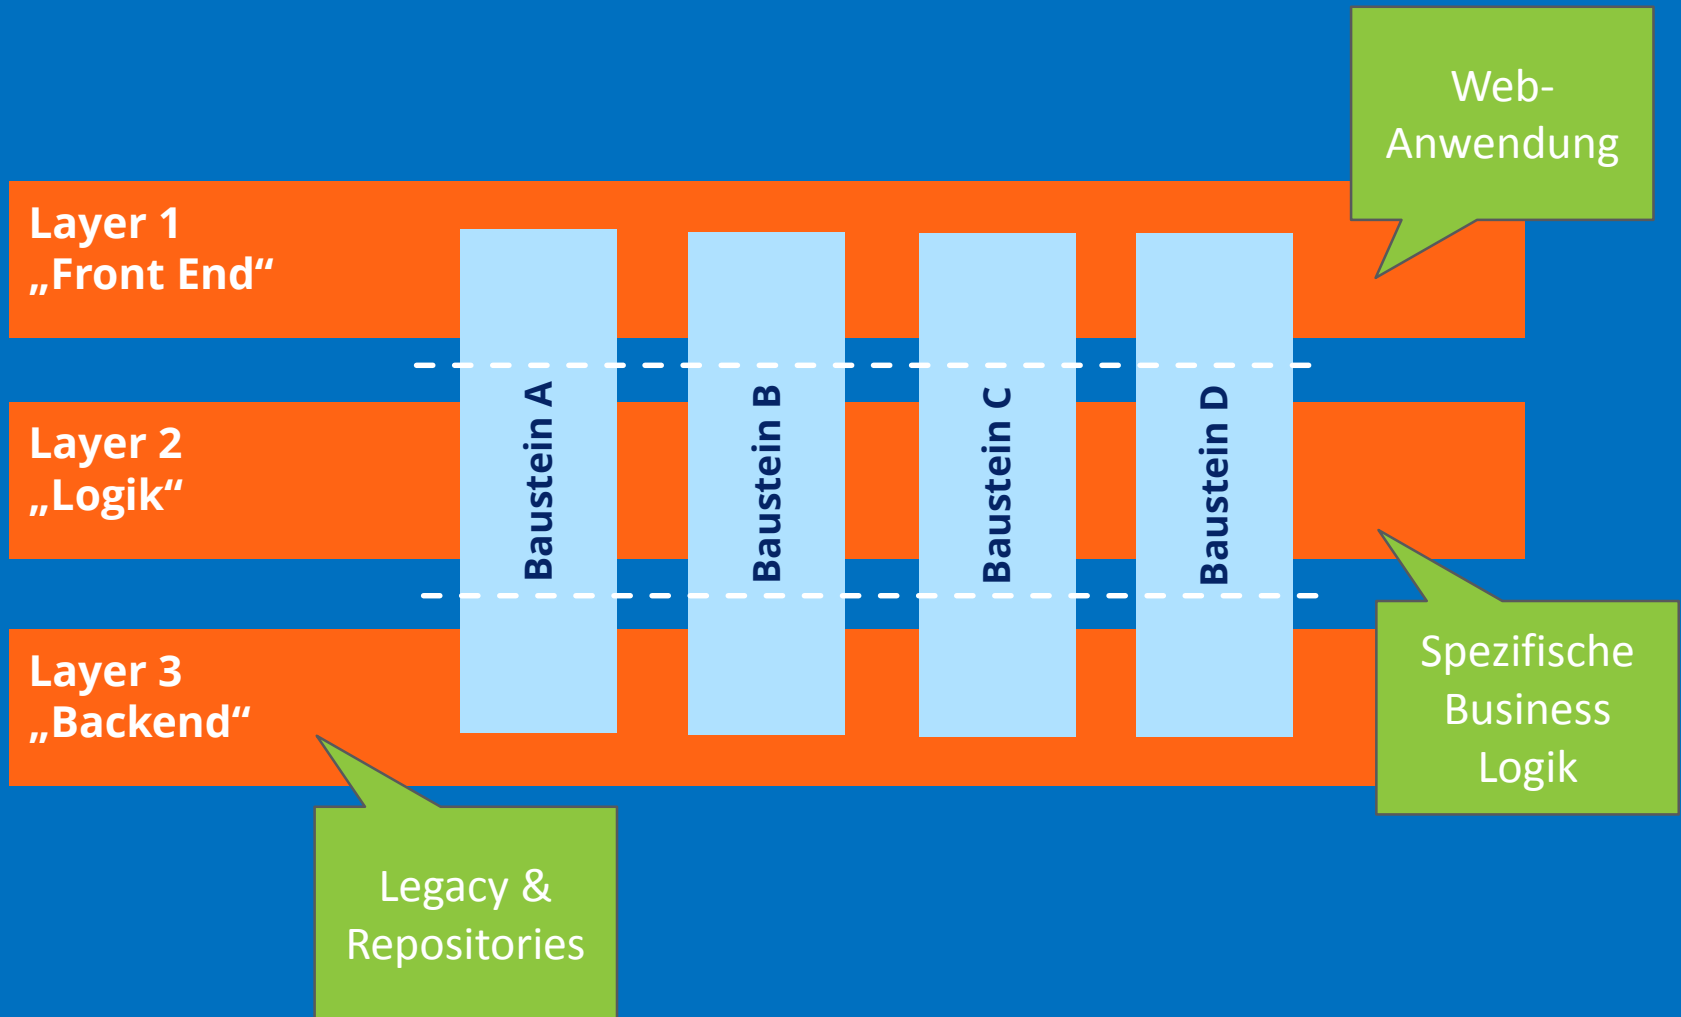 Web-
Anwendung
Layer 1
„Front End“
Layer 2
„Logik“
Layer 3
„Backend“
Baustein A
Baustein B
Baustein C
Baustein D
Spezifische
Business
Logik
Legacy &
Repositories